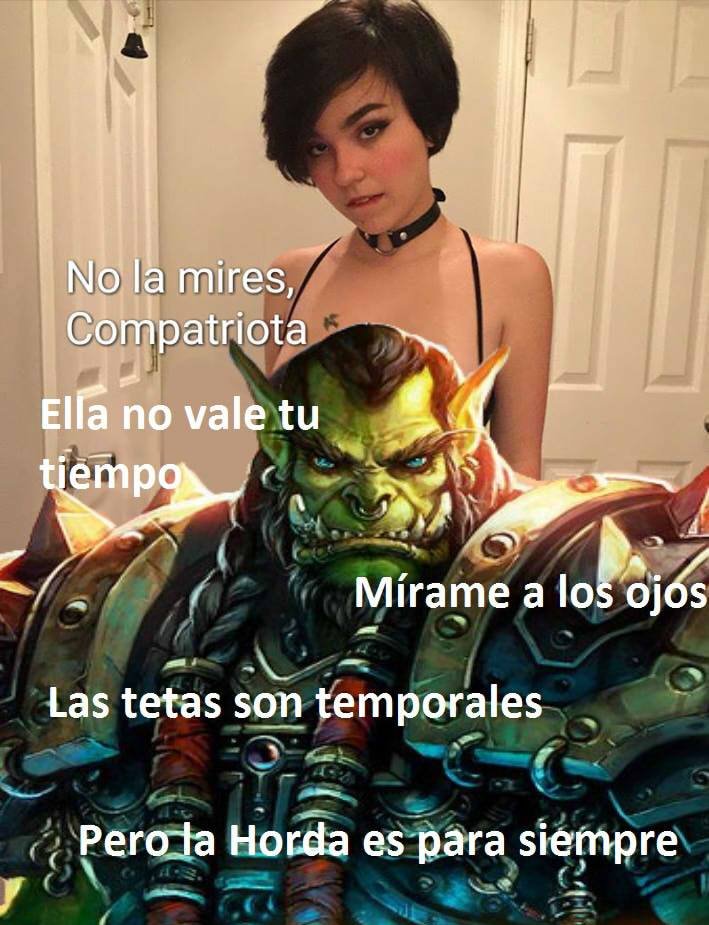 No la mires,
Compatriota
Ella no vale tu
tiempo
Mírame a los ojos
Las tetas son temporales
Pero la Horda es para siempre